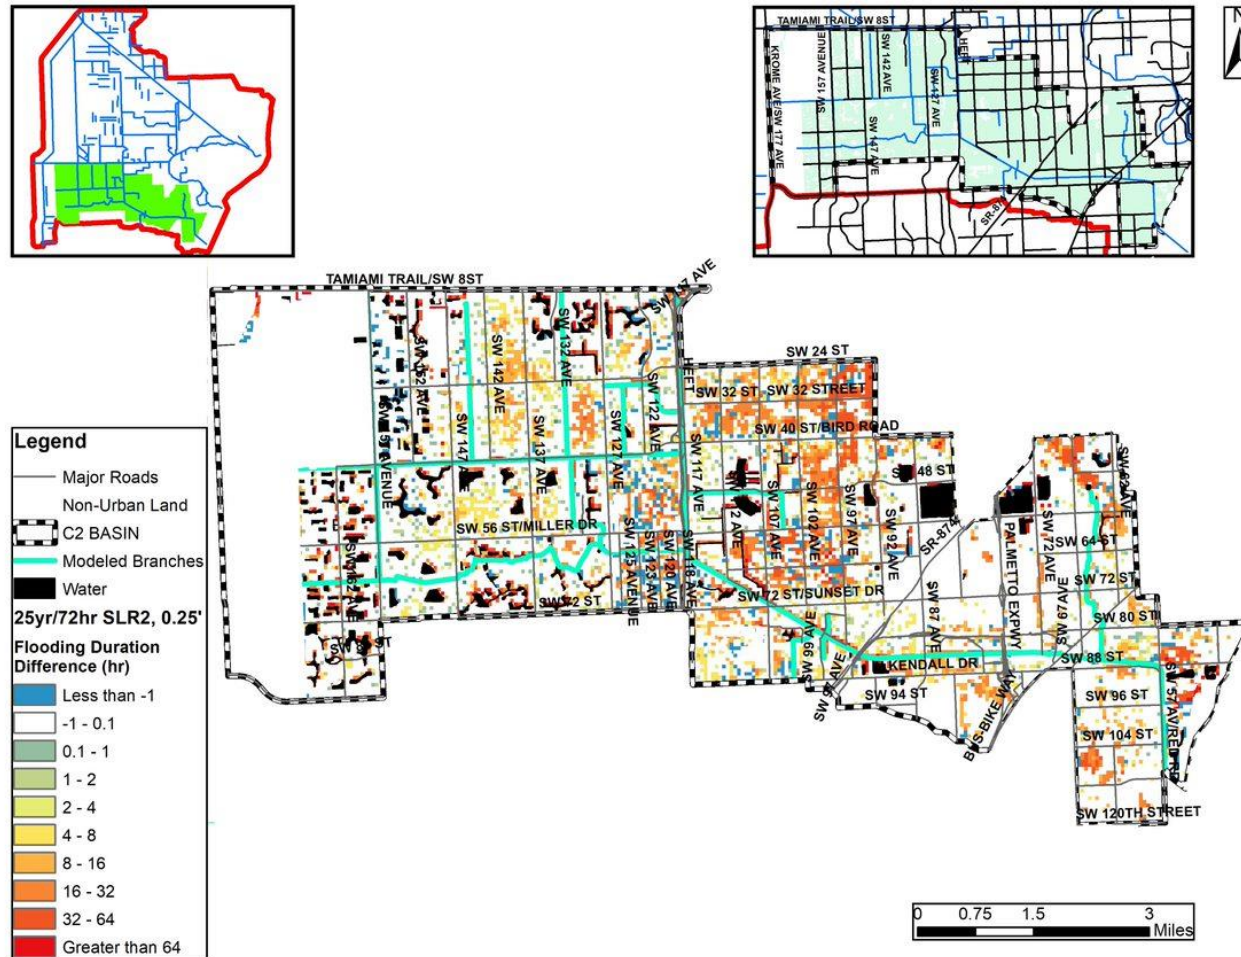 TAMIAMI TRAIL/SW 8ST
HEFT
KROME AVE/SW 177 AVE
SW 157 AVENUE
SW 142 AVE
SW 127 AVE
SW 147 AVE
SR-874
N
TAMIAMI TRAIL/SW 8ST
SW 152 AVE
SW 142 AVE
SW 132 AVE
SW 122 AVE
HEFT
SW 24 ST
SW 32 ST
SW 32 STREET
SW 40 ST/BIRD ROAD
AVENUE
SW 147 AVE
SW 137 AVE
SW 127 AVE
SW 117 AVE
SW 107 AVE
SW 102 AVE
SW 97 AVE
SW 92 AVE
48 ST
SR-874
PALMETTO EXPWY
SW 72 AVE
SW 64 ST
SW 72 ST
SW 80 ST
SW 67 AVE
SW 56 ST/MILLER DR
SW 125 AVENUE
SW 123 AVE
SW 120 AVE
SW 118 AVE
SW 72 ST
SW 72 ST/SUNSET DR
SW 99 AVE
SW 87 AVE
KENDALL DR
SW 88 ST
SW 94 ST
SW 96 ST
SW 104 ST
SW 57 AV/RED RD
SW 120TH STREET
Legend
Major Roads
Non-Urban Land
C2 BASIN
Modeled Branches
Water
25yr/72hr SLR2, 0.25'
Flooding Duration
Difference (hr)
Less than -1
-1 - 0.1
0.1 - 1
1 - 2
2 - 4
4 - 8
8 - 16
16 - 32
32 - 64
Greater than 64
0 0.75 1.5 3
Miles